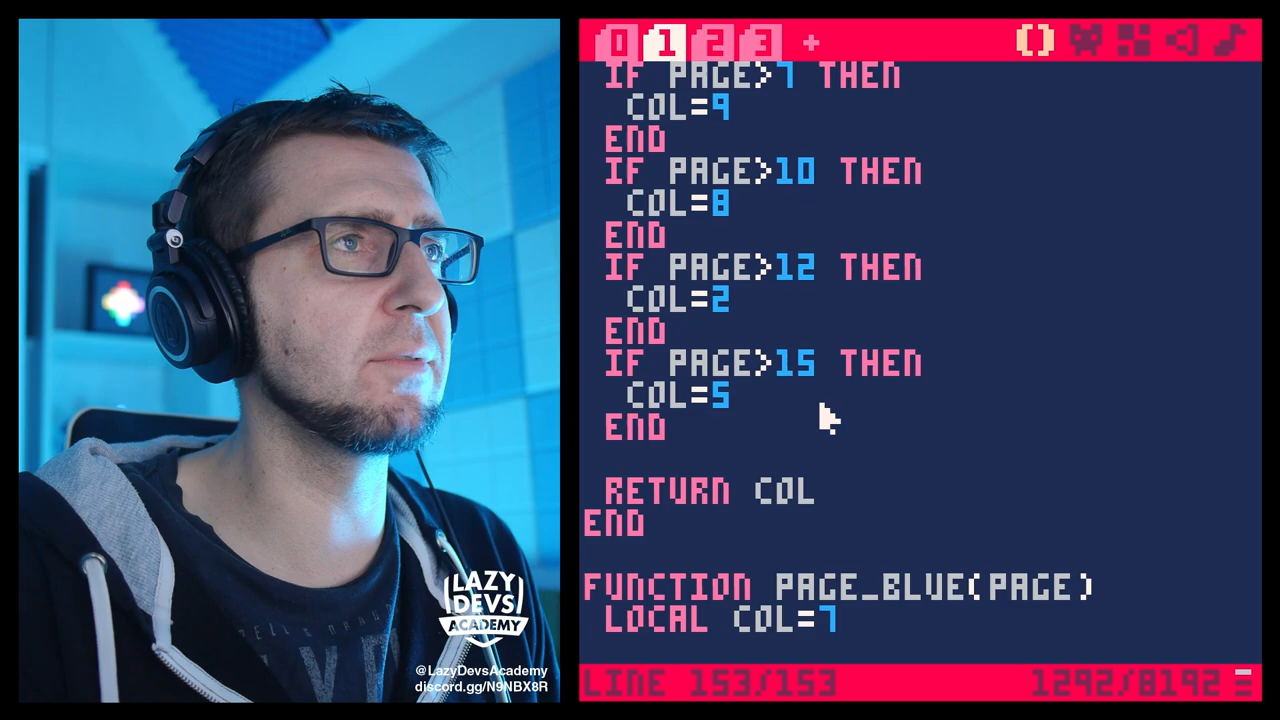 LAZY
DEVS
ACADEMY
@LazyDevsAcademy
discord.gg/N9NBX8R
0 1 2 3 +
IF PAGE>7 THEN
COL=9
END
IF PAGE>10 THEN
COL=8
END
IF PAGE>12 THEN
COL=2
END
IF PAGE>15 THEN
COL=5
END
RETURN COL
END
FUNCTION PAGE_BLUE(PAGE)
LOCAL COL=7
LINE 153/153
1292/8192